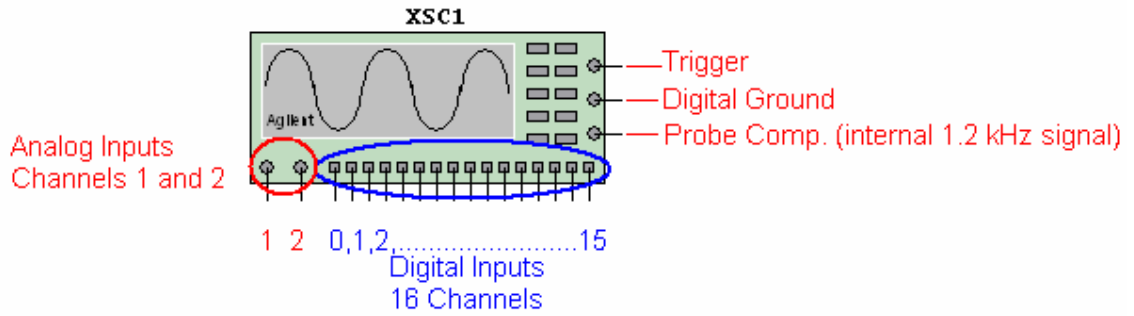 XSC1
Trigger
Digital Ground
Probe Comp. (internal 1.2 kHz signal)
Agilent
Analog Inputs
Channels 1 and 2
1 2 0,1,2,..............................15
Digital Inputs
16 Channels